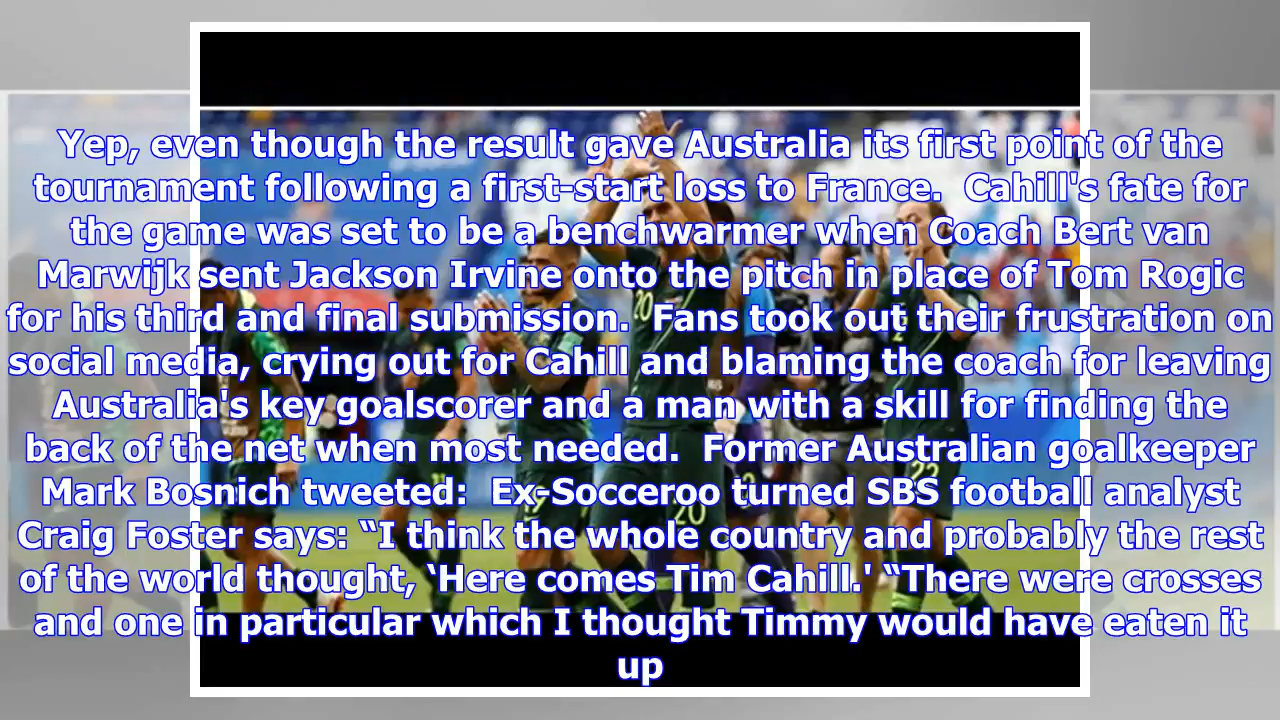 Yep, even though the result gave Australia its first point of the
tournament following a first-start loss to France.  Cahill's fate for
the game was set to be a benchwarmer when Coach Bert van
Marwijk sent Jackson Irvine onto the pitch in place of Tom Rogic
for his third and final submission.  Fans took out their frustration on
social media, crying out for Cahill and blaming the coach for leaving
Australia's key goalscorer and a man with a skill for finding the
back of the net when most needed.  Former Australian goalkeeper
Mark Bosnich tweeted:  Ex-Socceroo turned SBS football analyst
Craig Foster says: “I think the whole country and probably the rest
of the world thought, ‘Here comes Tim Cahill.' “There were crosses
and one in particular which I thought Timmy would have eaten it
up
20
22
20